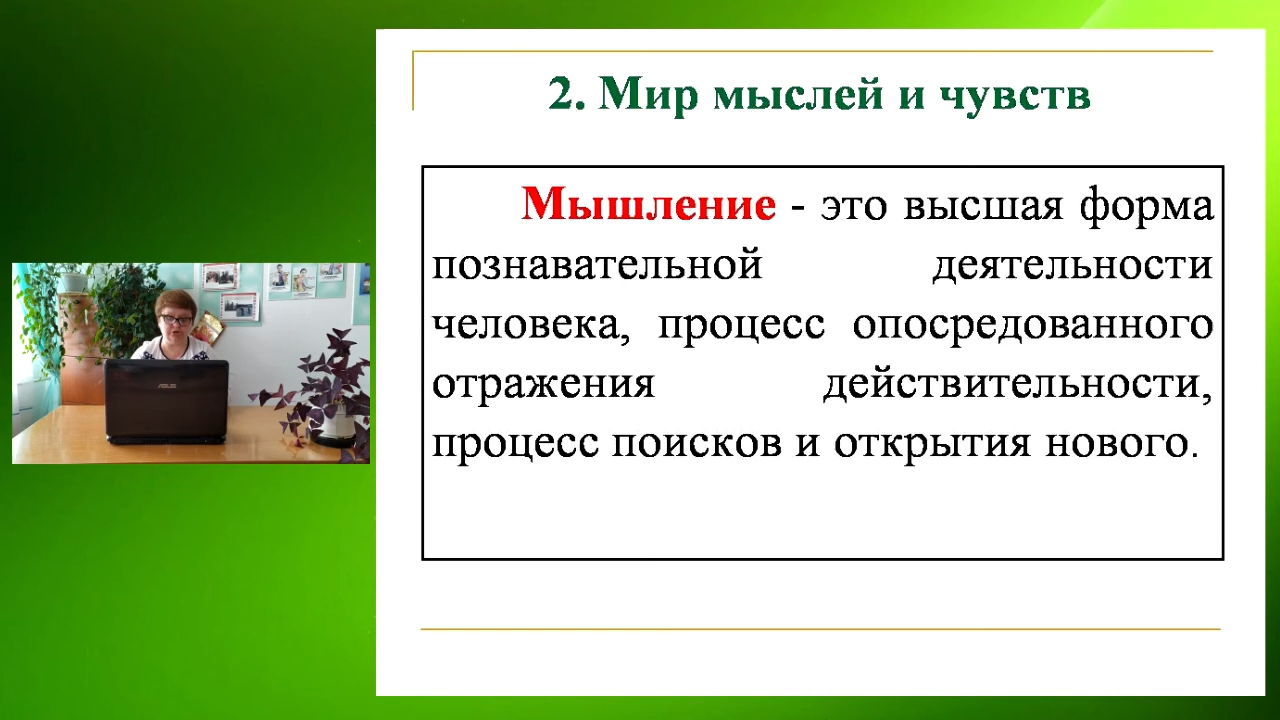 2. Мир мыслей и чувств
Мышление - это высшая форма
познавательной деятельности
человека, процесс опосредованного
отражения действительности,
процесс поисков и открытия нового.